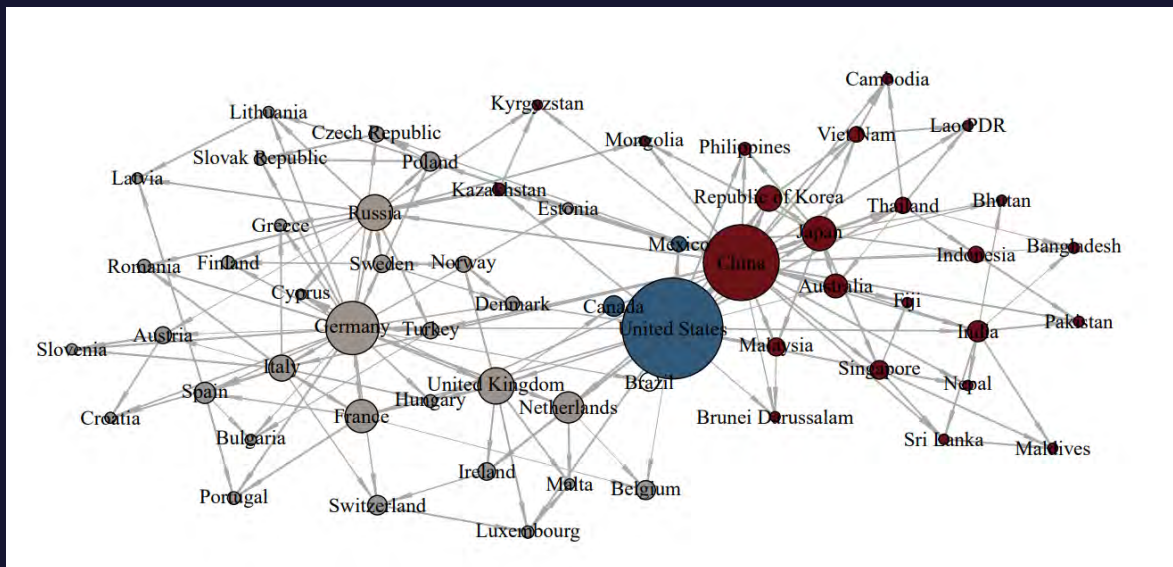 Cambodia
Kyrgyzstan
Lithuania
Czech Republic
Mongolia
Philippines
Viet Nam
Lao PDR
Slovak Republic
Poland
Latvia
Kazakhstan
Republic of Korea
Thailand
Bhutan
Estonia
Russia
Greece
Japan
Mexico
Bangladesh
Indonesia
Romania
Finland
Sweden
Norway
China
Cyprus
Australia
Denmark
Canada
Fiji
Germany
Turkey
United States
Pakistan
Austria
India
Slovenia
Malaysia
Italy
Singapore
Spain
United Kingdom
Brazil
Nepal
Hungary
Netherlands
Croatia
France
Brunei Darussalam
Bulgaria
Sri Lanka
Maldives
Ireland
Malta
Belgium
Portugal
Switzerland
Luxembourg